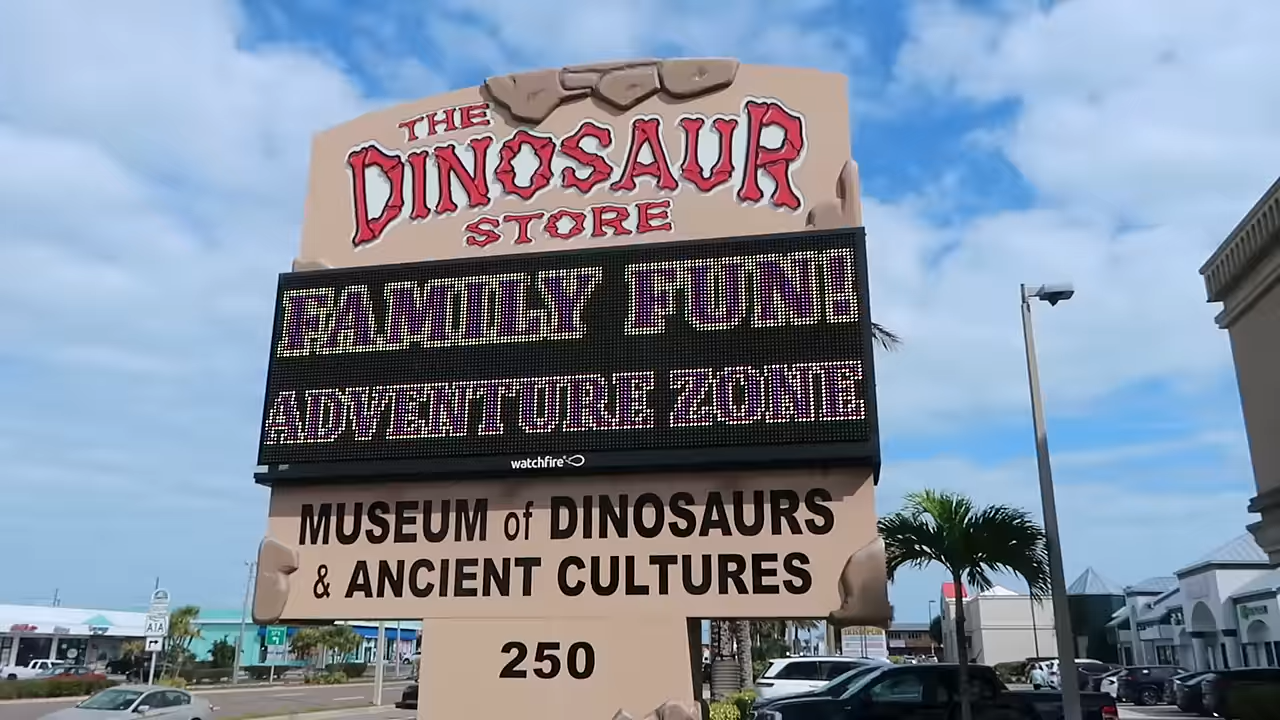 THE
DINOSAUR
STORE
FAMILY FUN!
ADVENTURE ZONE
watchfire
MUSEUM of DINOSAURS
& ANCIENT CULTURES
250
A1A